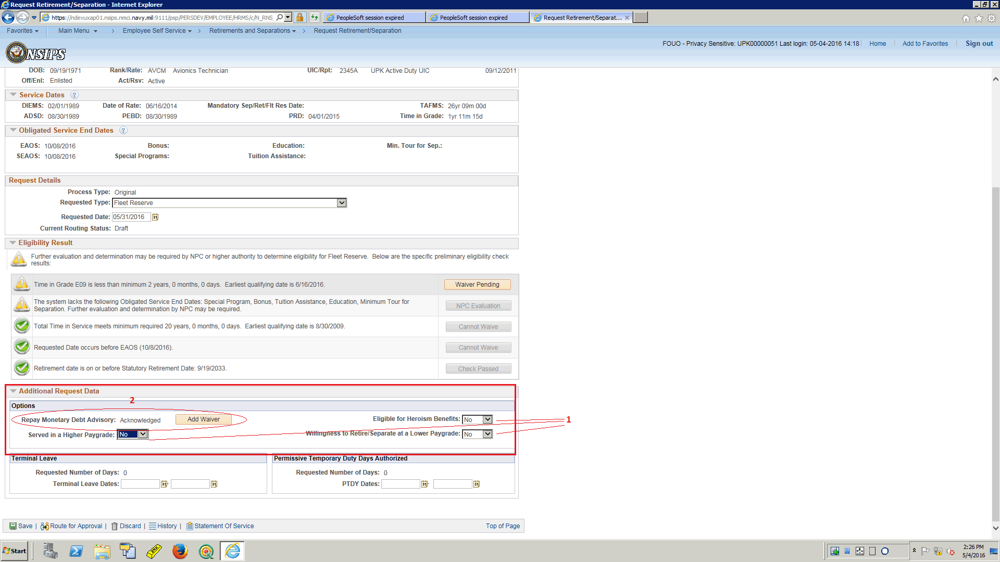 Request Retirement/Separation - Internet Explorer
https://ndevuxap01.nsips.nmci.navy.mil:9111/psp/PERSDEV/EMPLOYEE/HRMS/c/N_RNS_ PeopleSoft session expired PeopleSoft session expired Request Retirement/Separat...
Favorites Main Menu > Employee Self Service > Retirements and Separations > Request Retirement/Separation
FOUO - Privacy Sensitive: UPK00000051 Last login: 05-04-2016 14:18 Home Add to Favorites Sign out
NSIPS
DOB: 09/19/1971 Rank/Rate: AVCM Avionics Technician UIC/Rpt: 2345A UPK Active Duty UIC 09/12/2011
Off/Enl: Enlisted Act/Rsv: Active
Service Dates ?
DIEMS: 02/01/1989 Date of Rate: 06/16/2014 Mandatory Sep/Ret/Flt Res Date: TAFMS: 26yr 09m 00d
ADSD: 08/30/1989 PEBD: 08/30/1989 PRD: 04/01/2015 Time in Grade: 1yr 11m 15d
Obligated Service End Dates ?
EAOS: 10/08/2016 Bonus: Education: Min. Tour for Sep.:
SEAOS: 10/08/2016 Special Programs: Tuition Assistance:
Request Details
Process Type: Original
Requested Type: Fleet Reserve
Requested Date: 05/31/2016 31
Current Routing Status: Draft
Eligibility Result
Further evaluation and determination may be required by NPC or higher authority to determine eligibility for Fleet Reserve. Below are the specific preliminary eligibility check
results:
Time in Grade E09 is less than minimum 2 years, 0 months, 0 days. Earliest qualifying date is 6/16/2016. Waiver Pending
The system lacks the following Obligated Service End Dates: Special Program, Bonus, Tuition Assistance, Education, Minimum Tour for
Separation. Further evaluation and determination by NPC may be required. NPC Evaluation
Total Time in Service meets minimum required 20 years, 0 months, 0 days. Earliest qualifying date is 8/30/2009. Cannot Waive
Requested Date occurs before EAOS (10/8/2016). Cannot Waive
Retirement date is on or before Statutory Retirement Date: 9/19/2033. Check Passed
Additional Request Data
2
Options
Repay Monetary Debt Advisory: Acknowledged Add Waiver Eligible for Heroism Benefits: No 1
Served in a Higher Paygrade: No Willingness to Retire/Separate at a Lower Paygrade: No
Terminal Leave Permissive Temporary Duty Days Authorized
Requested Number of Days: 0 Requested Number of Days: 0
Terminal Leave Dates: 31 - 31 PTDY Dates: 31 - 31
Save | Route for Approval | Discard | History | Statement Of Service Top of Page
Start 2:26 PM
5/4/2016